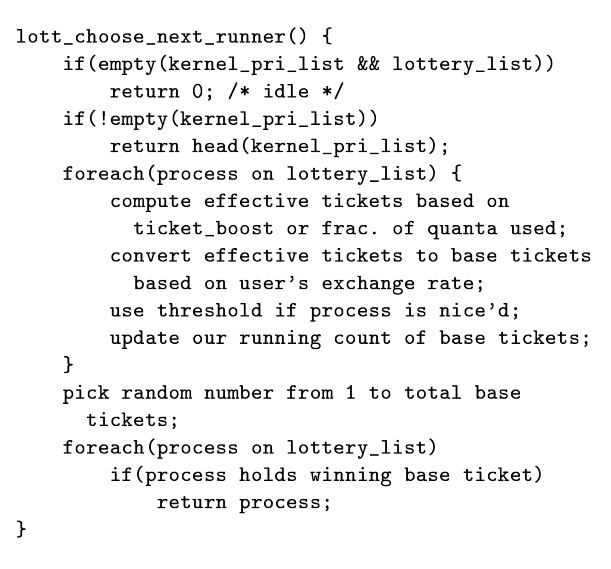 lott_choose_next_runner() {
    if(empty(kernel_pri_list && lottery_list))
        return 0; /* idle */
    if(!empty(kernel_pri_list))
        return head(kernel_pri_list);
    foreach(process on lottery_list) {
        compute effective tickets based on
          ticket_boost or frac. of quanta used;
        convert effective tickets to base tickets
          based on user's exchange rate;
        use threshold if process is nice'd;
        update our running count of base tickets;
    }
    pick random number from 1 to total base
      tickets;
    foreach(process on lottery_list)
        if(process holds winning base ticket)
            return process;
}